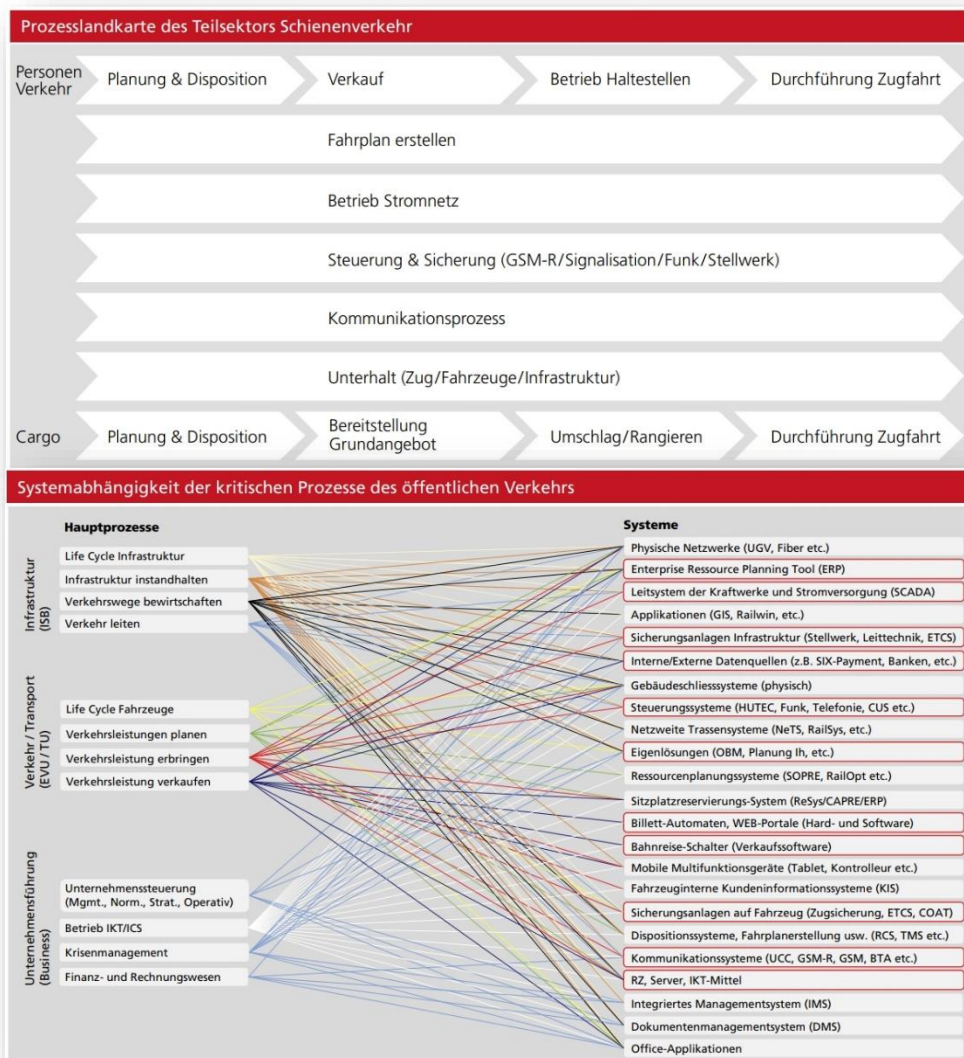 Prozesslandkarte des Teilsektors Schienenverkehr
Personen
Verkehr
Planung & Disposition
Verkauf
Betrieb Haltestellen
Durchführung Zugfahrt
Fahrplan erstellen
Betrieb Stromnetz
Steuerung & Sicherung (GSM-R/Signalisation/Funk/Stellwerk)
Kommunikationsprozess
Unterhalt (Zug/Fahrzeuge/Infrastruktur)
Cargo
Planung & Disposition
Bereitstellung
Grundangebot
Umschlag/Rangieren
Durchführung Zugfahrt
Systemabhängigkeit der kritischen Prozesse des öffentlichen Verkehrs
Hauptprozesse
Infrastruktur
(ISB)
Life Cycle Infrastruktur
Infrastruktur instandhalten
Verkehrswege bewirtschaften
Verkehr leiten
Verkehr / Transport
(EVU / TU)
Life Cycle Fahrzeuge
Verkehrsleistungen planen
Verkehrsleistung erbringen
Verkehrsleistung verkaufen
Unternehmensführung
(Business)
Unternehmenssteuerung
(Mgmt., Norm., Strat., Operativ)
Betrieb IKT/ICS
Krisenmanagement
Finanz- und Rechnungswesen
Systeme
Physische Netzwerke (UGV, Fiber etc.)
Enterprise Ressource Planning Tool (ERP)
Leitsystem der Kraftwerke und Stromversorgung (SCADA)
Applikationen (GIS, Railwin, etc.)
Sicherungsanlagen Infrastruktur (Stellwerk, Leittechnik, ETCS)
Interne/Externe Datenquellen (z.B. SIX-Payment, Banken, etc.)
Gebäudeschliesssysteme (physisch)
Steuerungssysteme (HUTEC, Funk, Telefonie, CUS etc.)
Netzweite Trassensysteme (NeTS, RailSys, etc.)
Eigenlösungen (OBM, Planung Ih, etc.)
Ressourcenplanungssysteme (SOPRE, RailOpt etc.)
Sitzplatzreservierungs-System (ReSys/CAPRE/ERP)
Billett-Automaten, WEB-Portale (Hard- und Software)
Bahnreise-Schalter (Verkaufssoftware)
Mobile Multifunktionsgeräte (Tablet, Kontrolleur etc.)
Fahrzeuginterne Kundeninformationssysteme (KIS)
Sicherungsanlagen auf Fahrzeug (Zugsicherung, ETCS, COAT)
Dispositionssysteme, Fahrplanerstellung usw. (RCS, TMS etc.)
Kommunikationssysteme (UCC, GSM-R, GSM, BTA etc.)
RZ, Server, IKT-Mittel
Integriertes Managementsystem (IMS)
Dokumentenmanagementsystem (DMS)
Office-Applikationen